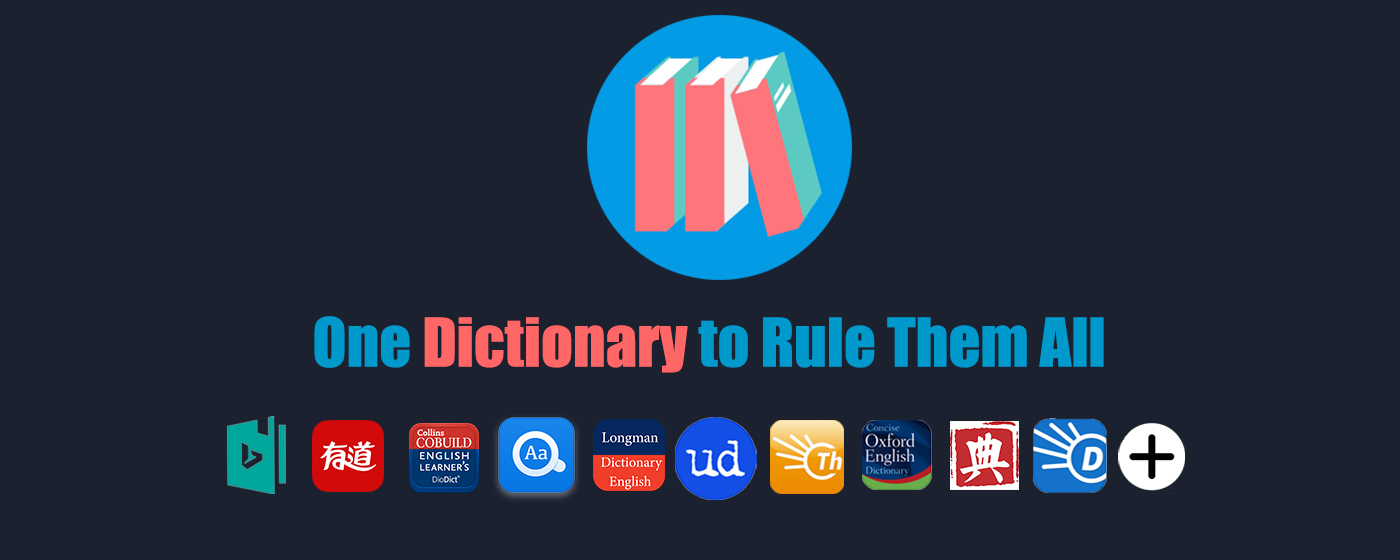 One Dictionary to Rule Them All
有道
Collins
COBUILD
ENGLISH
LEARNER'S
DioDict®
Aa
Longman
Dictionary
English
ud
Th
Concise
Oxford
English
Dictionary
典
D